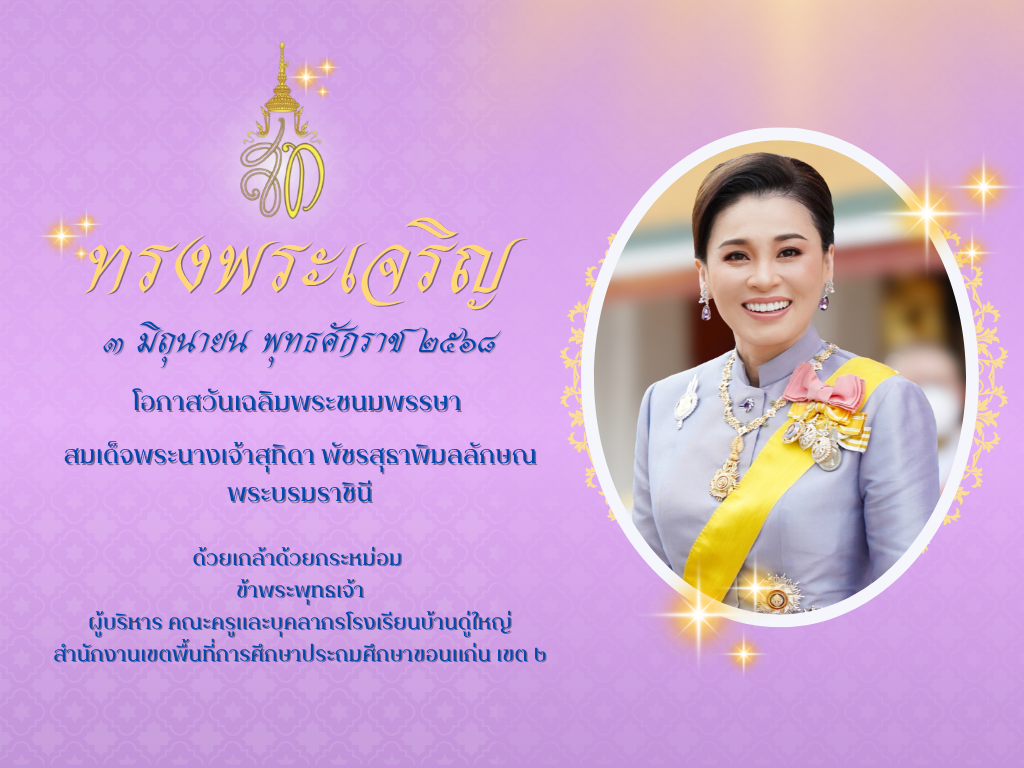 สท
ทรงพระเจริญ
๓ มิถุนายน พุทธศักราช ๒๕๖๘
โอกาสวันเฉลิมพระชนมพรรษา
สมเด็จพระนางเจ้าสุทิดา พัชรสุธาพิมลลักษณ
พระบรมราชินี
ด้วยเกล้าด้วยกระหม่อม
ข้าพระพุทธเจ้า
ผู้บริหาร คณะครูและบุคลากรโรงเรียนบ้านดู่ใหญ่
สำนักงานเขตพื้นที่การศึกษาประถมศึกษาขอนแก่น เขต ๒